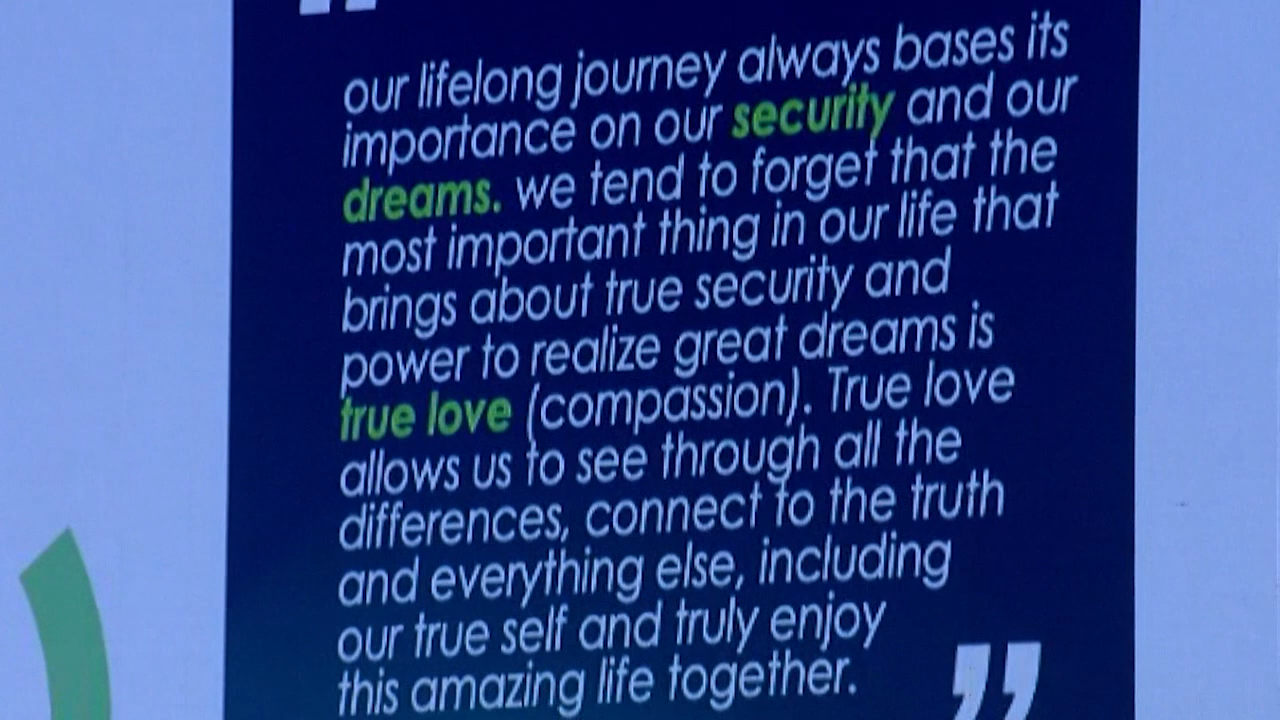 "
our lifelong journey always bases its
importance on our security and our
dreams. we tend to forget that the
most important thing in our life that
brings about true security and
power to realize great dreams is
true love (compassion). True love
allows us to see through all the
differences, connect to the truth
and everything else, including
our true self and truly enjoy
this amazing life together.
"